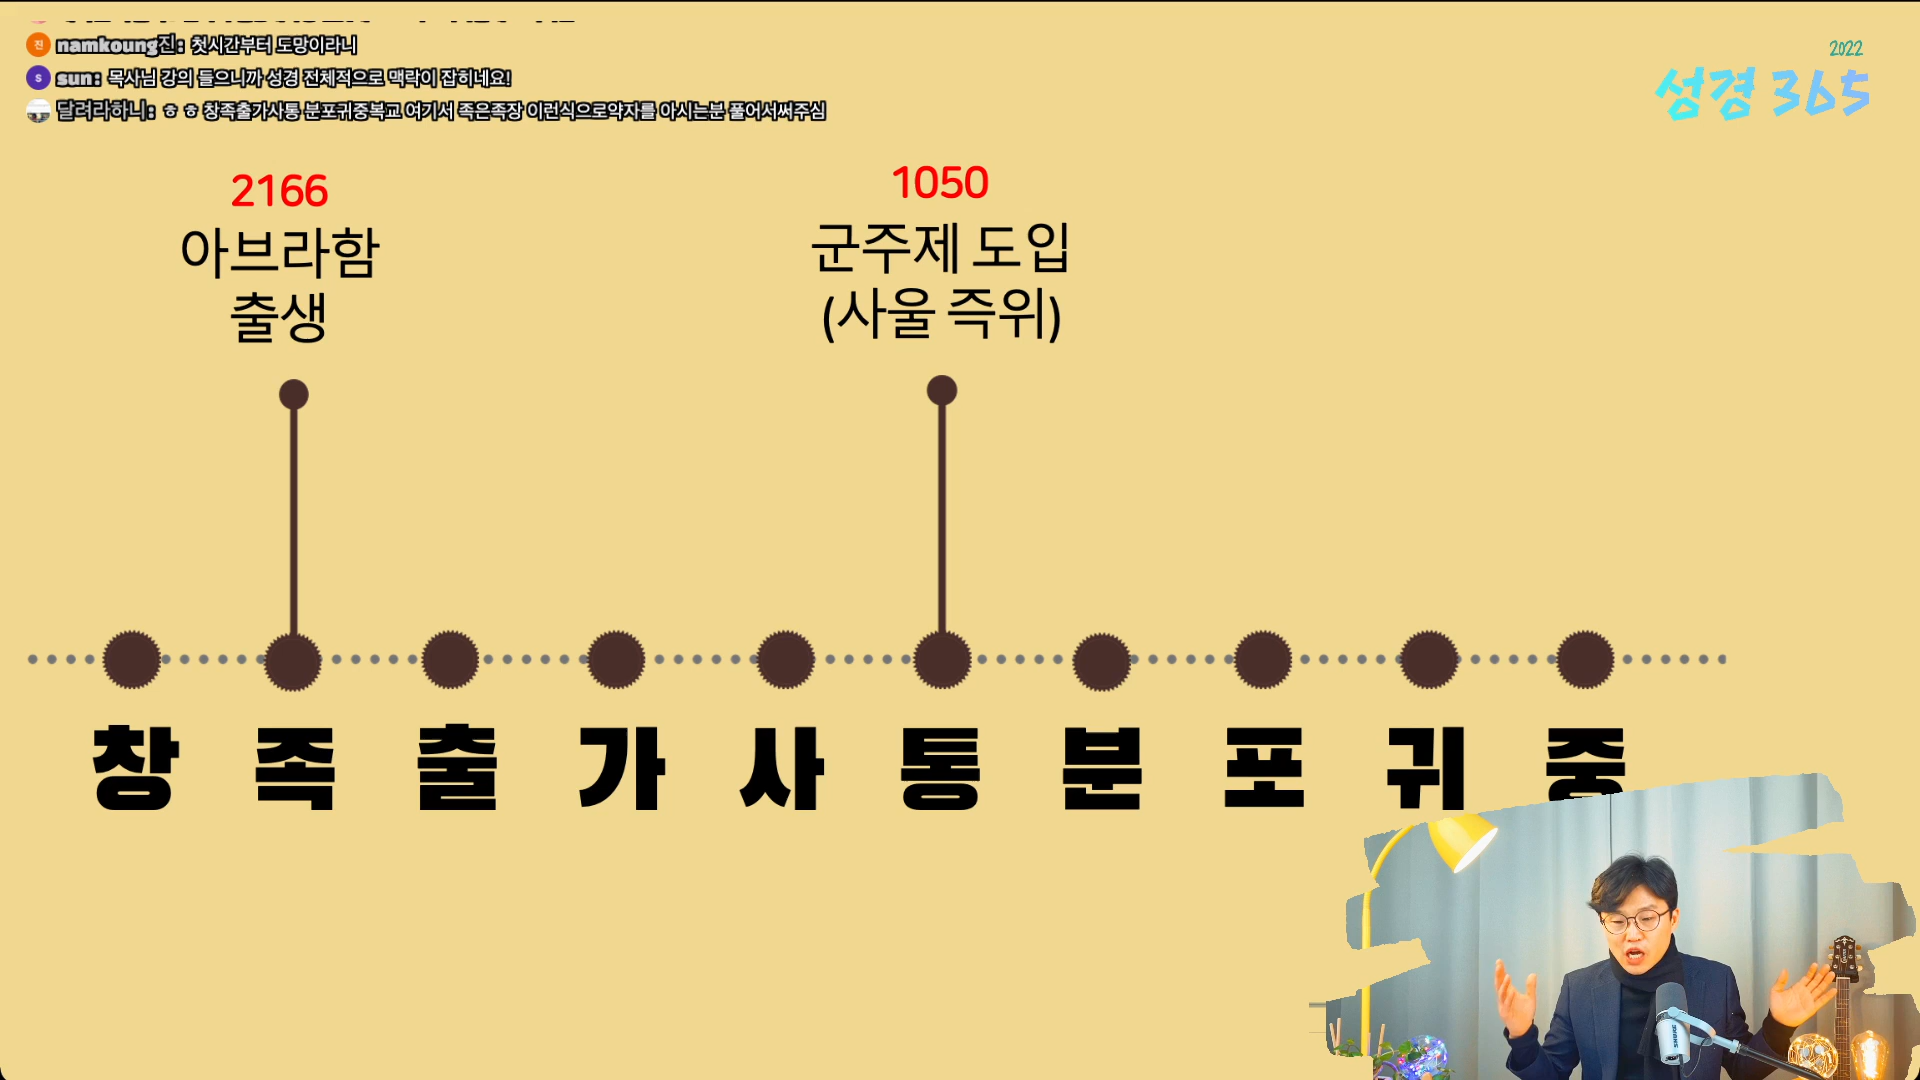 namkoung진: 첫시간부터 도망이라니
sun: 목사님 강의 들으니까 성경 전체적으로 맥락이 잡히네요!
달려라하니: ㅎㅎ 창족출가사통 분포귀중복교 여기서 족은족장 이런식으로약자를 아시는분 풀어서써주심
2022
성경 365
2166
아브라함
출생
1050
군주제 도입
(사울 즉위)
창 족 출 가 사 통 분 포 귀 중